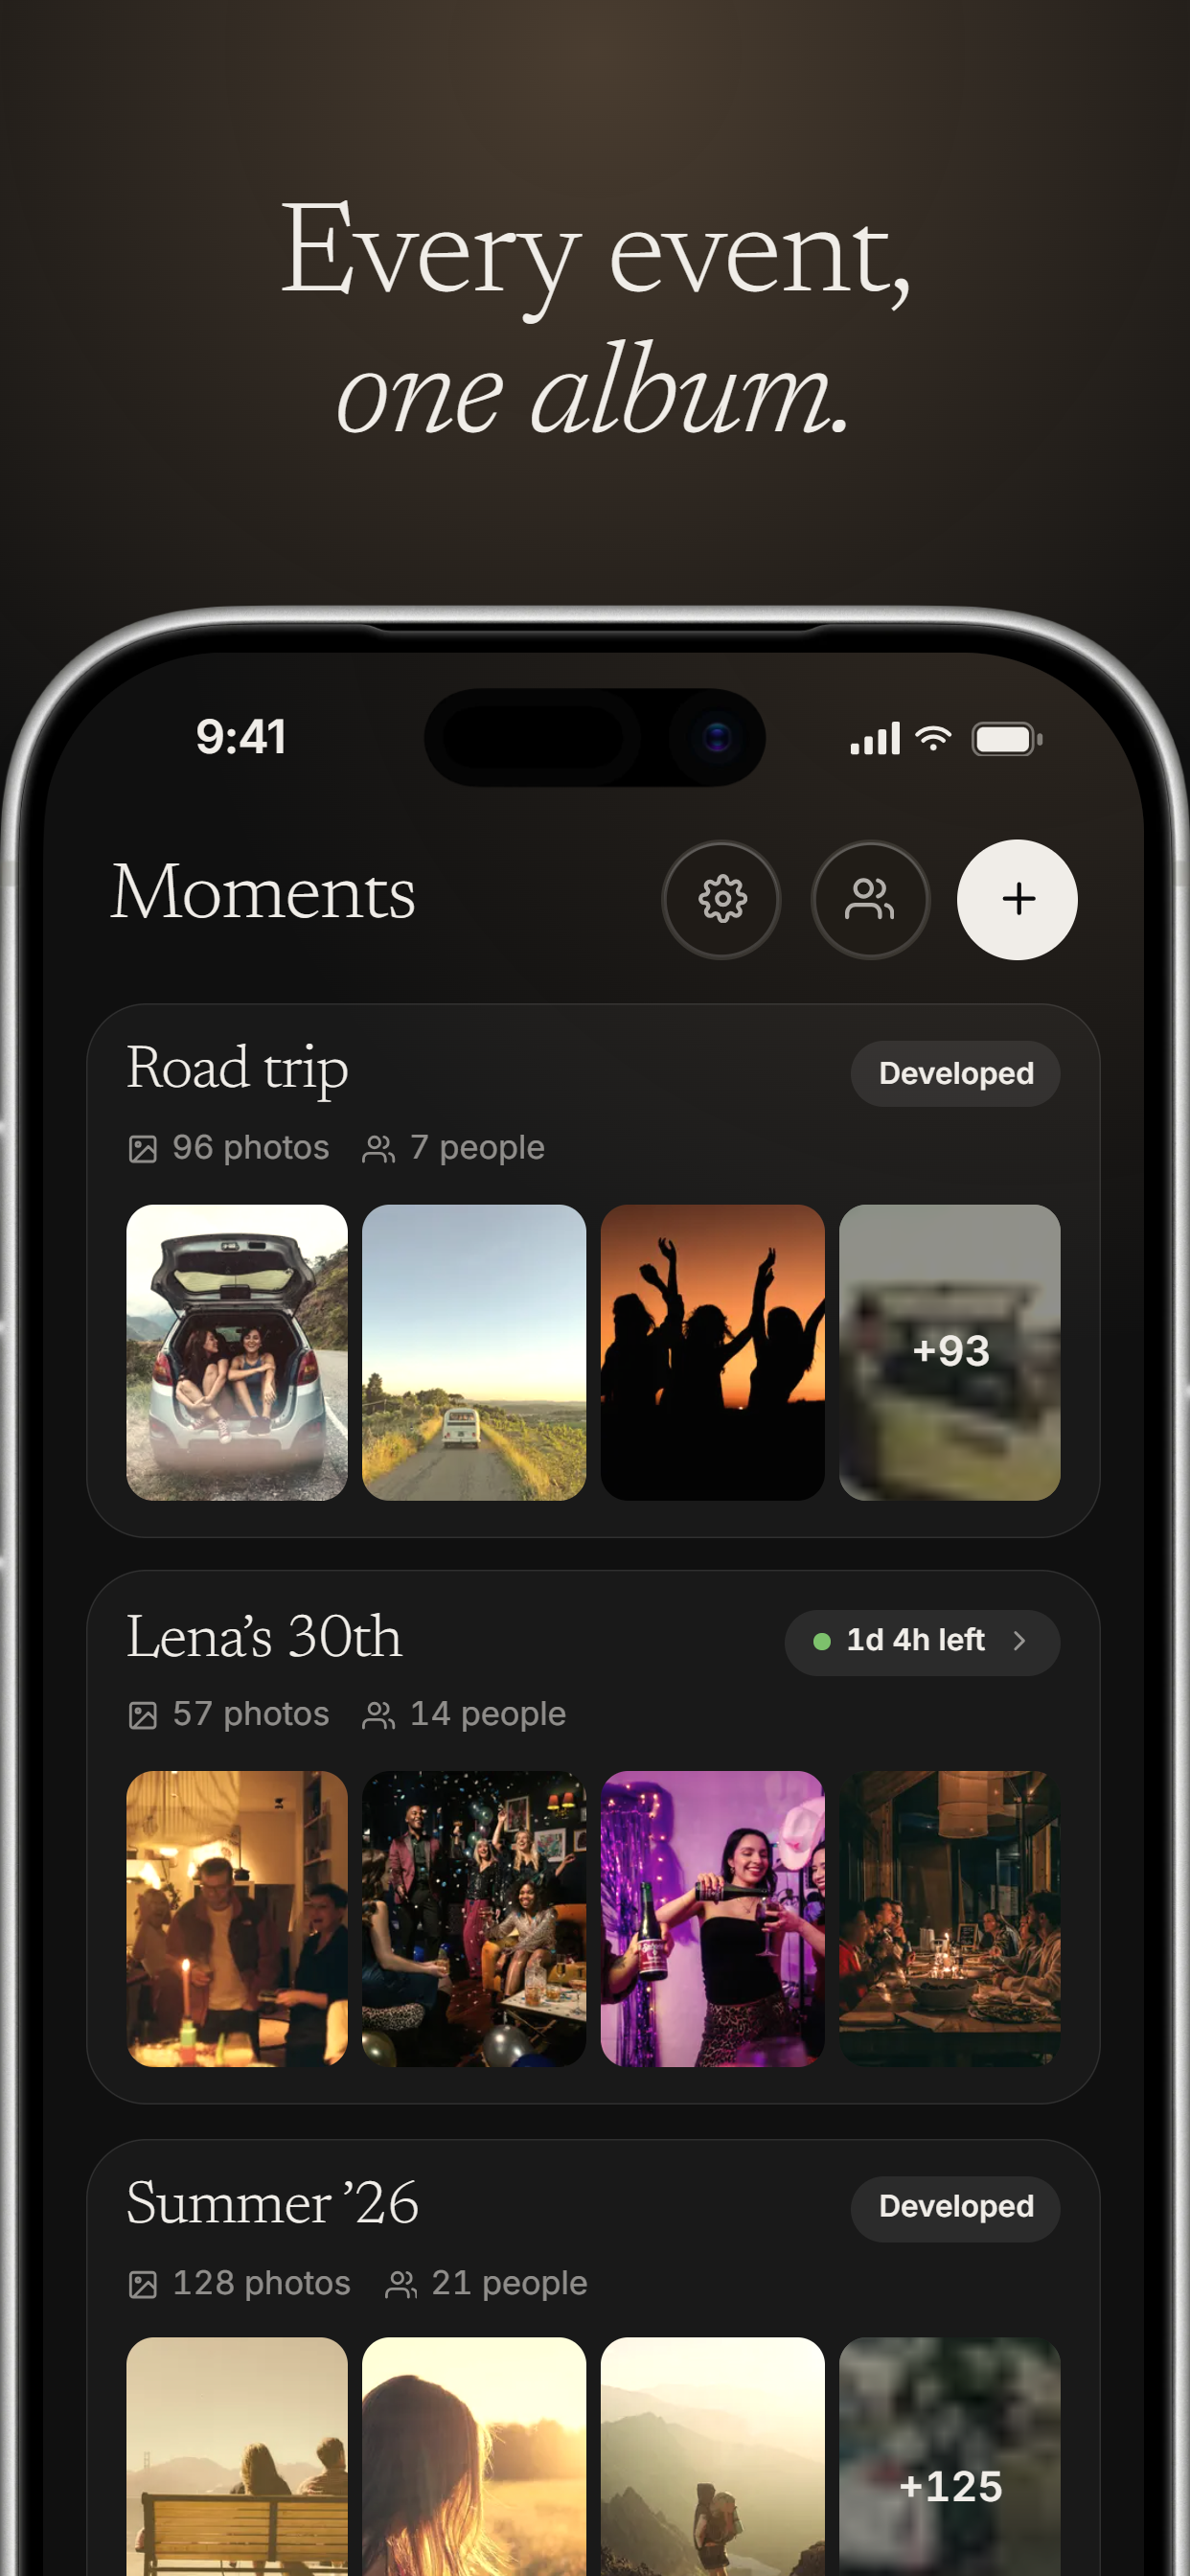 Every event,
one album.
9:41
Moments
Road trip
Developed
96 photos 7 people
+93
Lena’s 30th
1d 4h left
57 photos 14 people
Summer ’26
Developed
128 photos 21 people
+125